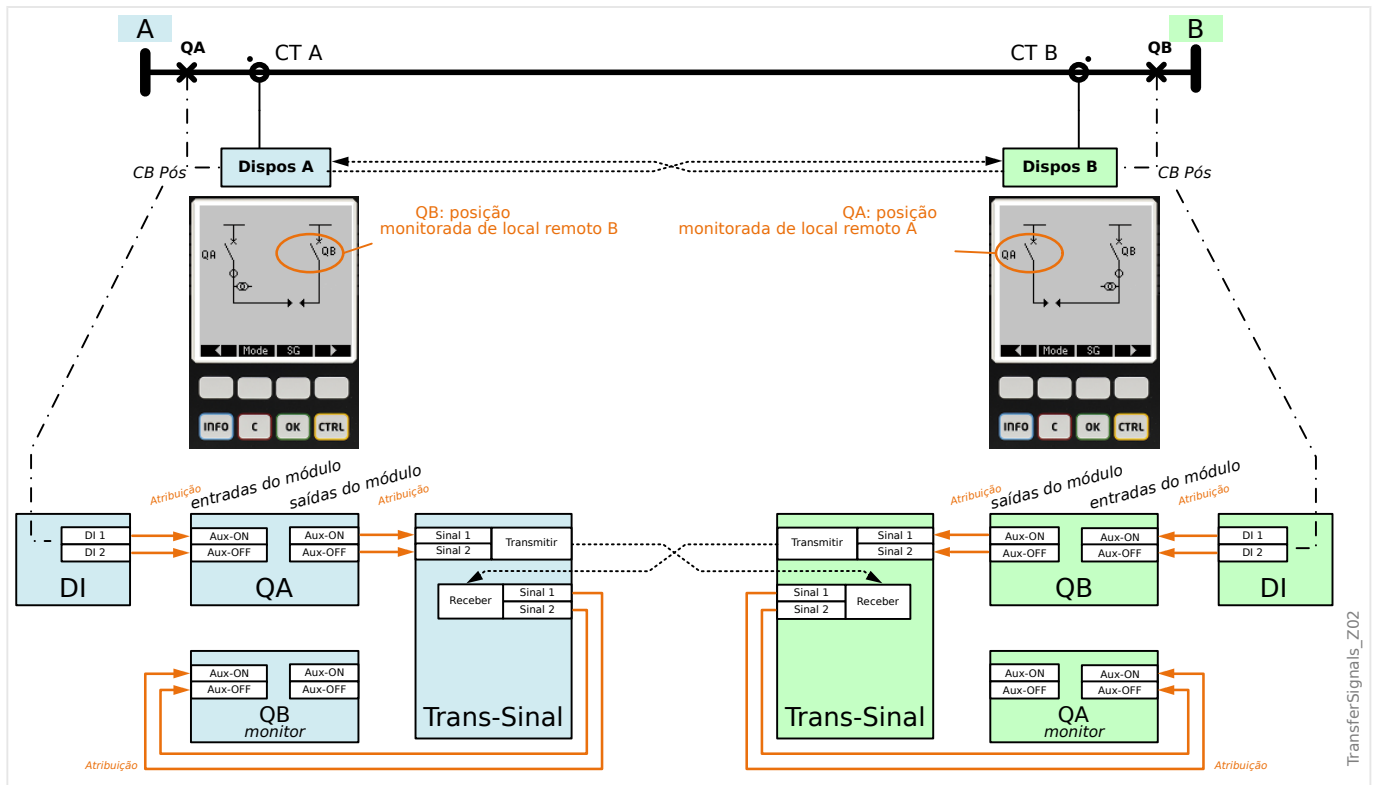 A
B
QA
CT A
CT B
QB
CB Pós
Dispos A
Dispos B
CB Pós
QB: posição
monitorada de local remoto B
QA: posição
monitorada de local remoto A
QA
QB
Mode
SG
INFO
C
OK
CTRL
QA
QB
Mode
SG
INFO
C
OK
CTRL
Atribuição
entradas do módulo
saídas do módulo
Atribuição
Atribuição
saídas do módulo
entradas do módulo
Atribuição
DI 1
DI 2
DI
Aux-ON
Aux-OFF
Aux-ON
Aux-OFF
QA
Sinal 1
Sinal 2
Transmitir
Receber
Sinal 1
Sinal 2
Trans-Sinal
Transmitir
Sinal 1
Sinal 2
Sinal 1
Sinal 2
Receber
Trans-Sinal
Aux-ON
Aux-OFF
Aux-ON
Aux-OFF
QB
DI 1
DI 2
DI
Aux-ON
Aux-OFF
Aux-ON
Aux-OFF
QB
monitor
Aux-ON
Aux-OFF
Aux-ON
Aux-OFF
QA
monitor
Atribuição
Atribuição
TransferSignals_Z02